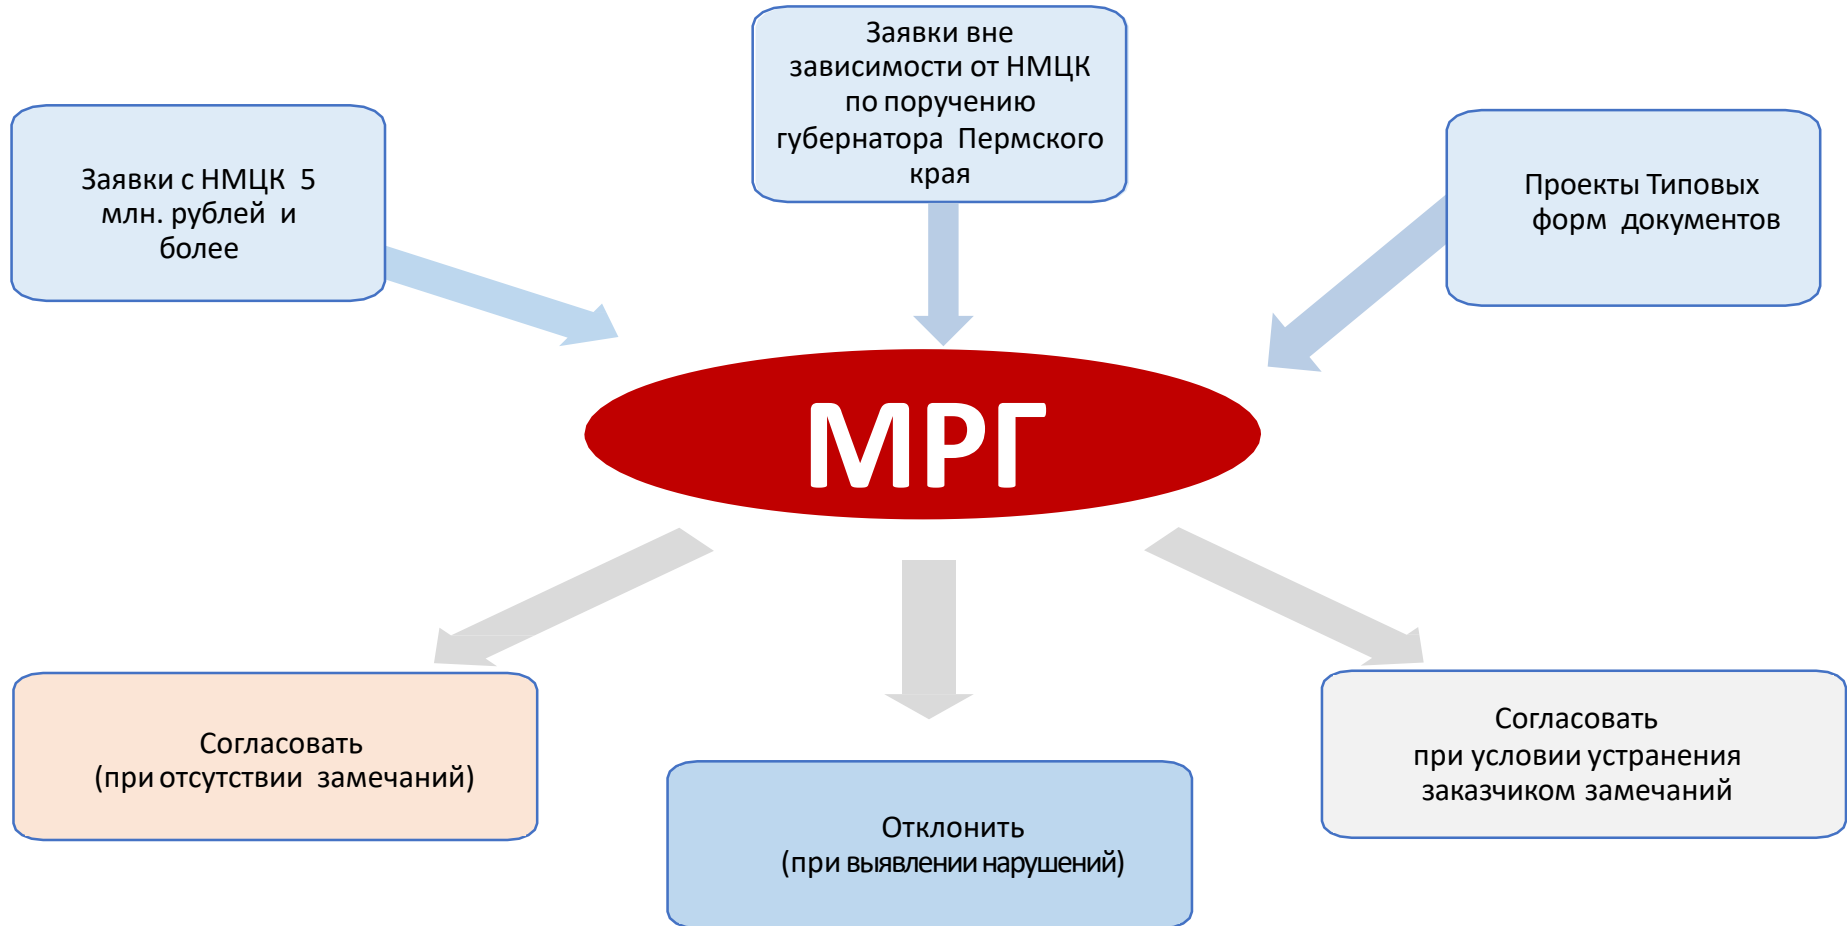 Заявки вне
зависимости от НМЦК
по поручению
губернатора Пермского
края
Заявки с НМЦК 5
млн. рублей и
более
Проекты Типовых
форм документов
МРГ
Согласовать
(при отсутствии замечаний)
Отклонить
(при выявлении нарушений)
Согласовать
при условии устранения
заказчиком замечаний